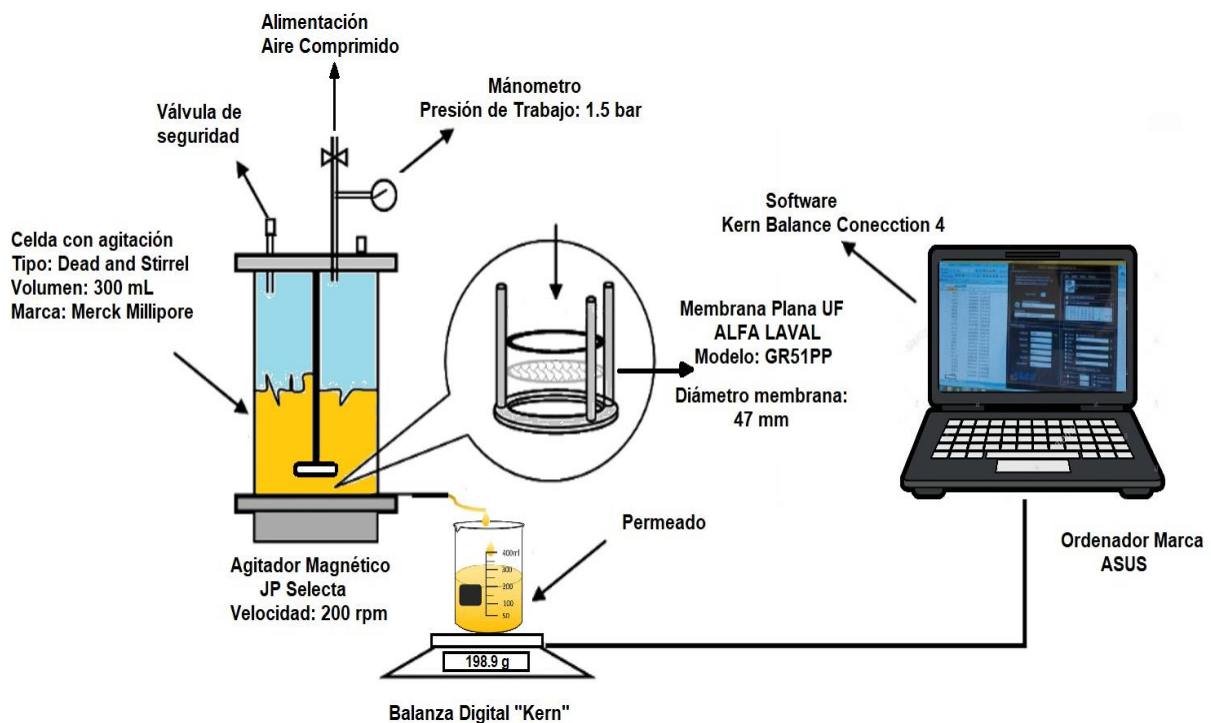 Alimentación
Aire Comprimido
Mánometro
Presión de Trabajo: 1.5 bar
Válvula de
seguridad
Software
Kern Balance Conecction 4
Celda con agitación
Tipo: Dead and Stirrel
Volumen: 300 mL
Marca: Merck Millipore
Membrana Plana UF
ALFA LAVAL
Modelo: GR51PP
Diámetro membrana:
47 mm
Permeado
Ordenador Marca
ASUS
Agitador Magnético
JP Selecta
Velocidad: 200 rpm
400ml
300
200
100
50
198.9 g
Balanza Digital "Kern"